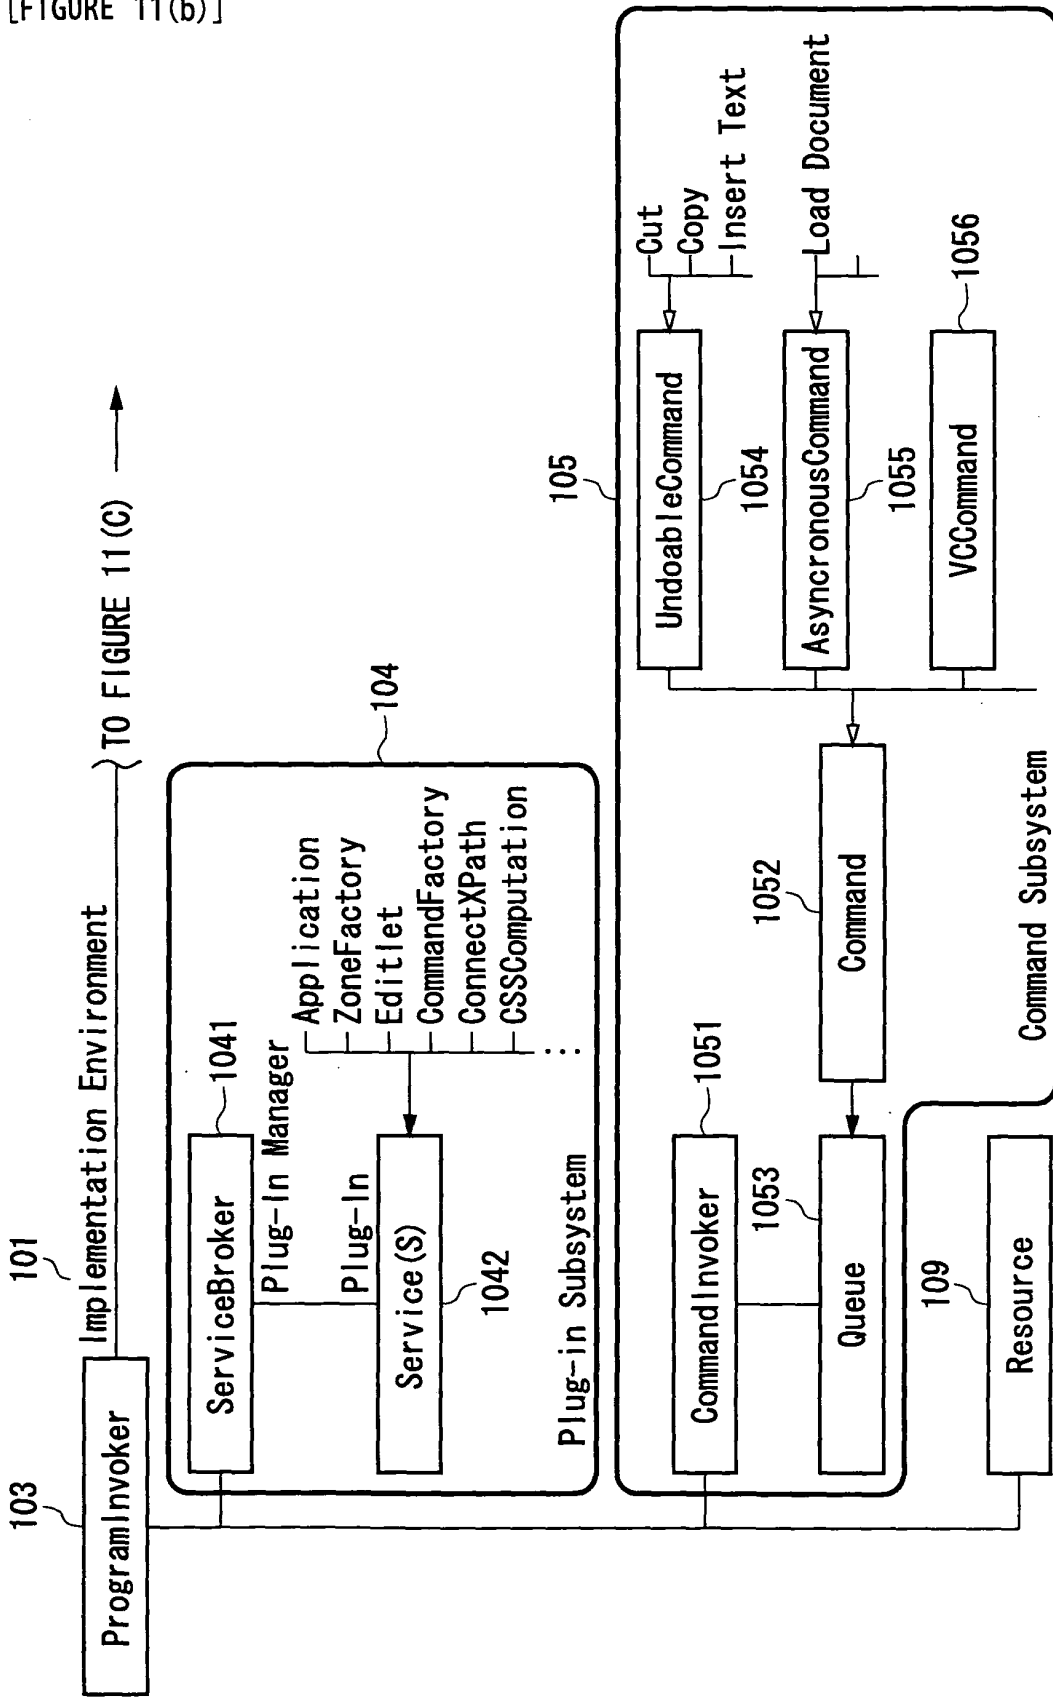 [FIGURE 11(b)]
101
Implementation Environment
TO FIGURE 11(C)
103
ProgramInvoker
104
ServiceBroker
1041
Plug-In Manager
Plug-In
Service(S)
1042
Application
ZoneFactory
Editlet
CommandFactory
ConnectXPath
CSSComputation
⋮
Plug-in Subsystem
105
CommandInvoker
1051
1053
Queue
1052
Command
UndoableCommand
1054
Cut
Copy
Insert Text
AsyncronousCommand
1055
Load Document
VCCommand
1056
Command Subsystem
109
Resource